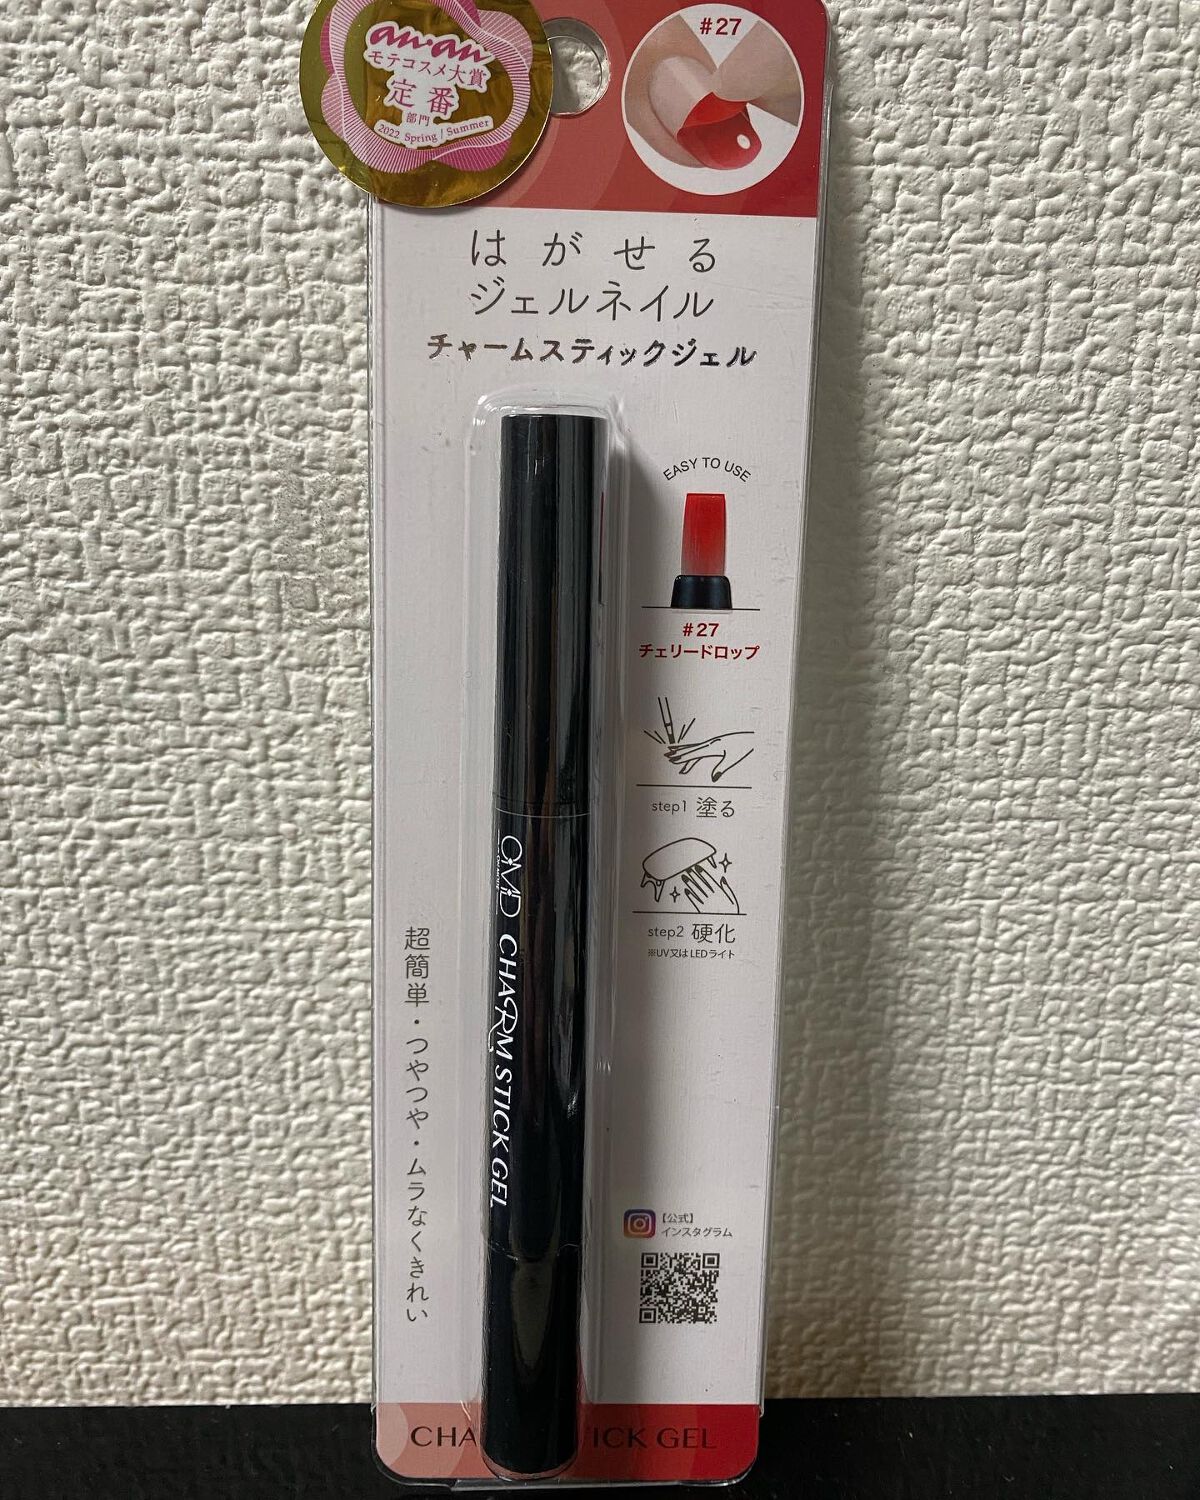 anan
モテコスメ大賞
定番
部門
2022 Spring / Summer
#27
はがせる
ジェルネイル
チャームスティックジェル
EASY TO USE
#27
チェリードロップ
step1 塗る
step2 硬化
※UV又はLEDライト
OMD CHARM STICK GEL
超簡単・つやつや・ムラなくきれい
【公式】
インスタグラム
CHA
ICK GEL